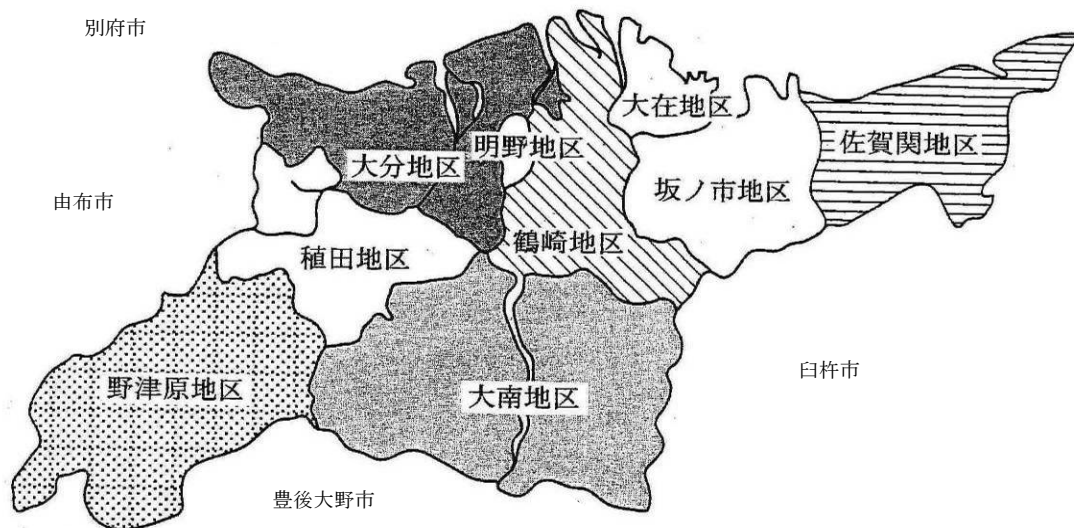 別府市
大在地区
明野地区
佐賀関地区
大分地区
坂ノ市地区
由布市
鶴崎地区
稙田地区
臼杵市
野津原地区
大南地区
豊後大野市